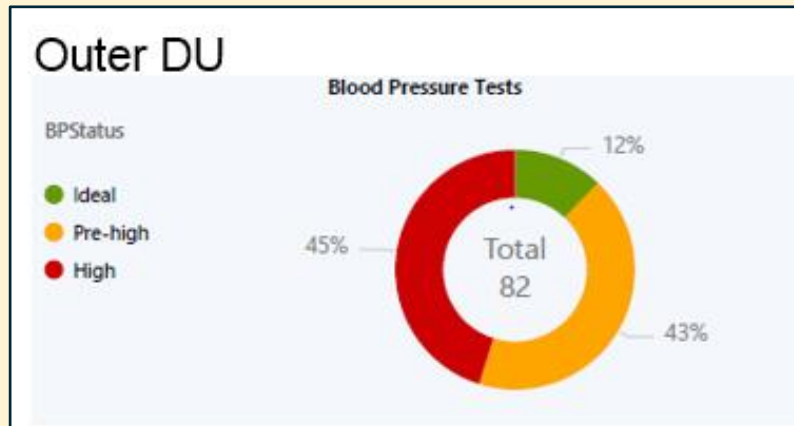 Outer DU
Blood Pressure Tests
BPStatus
Ideal
Pre-high
High
12%
45%
Total
82
43%